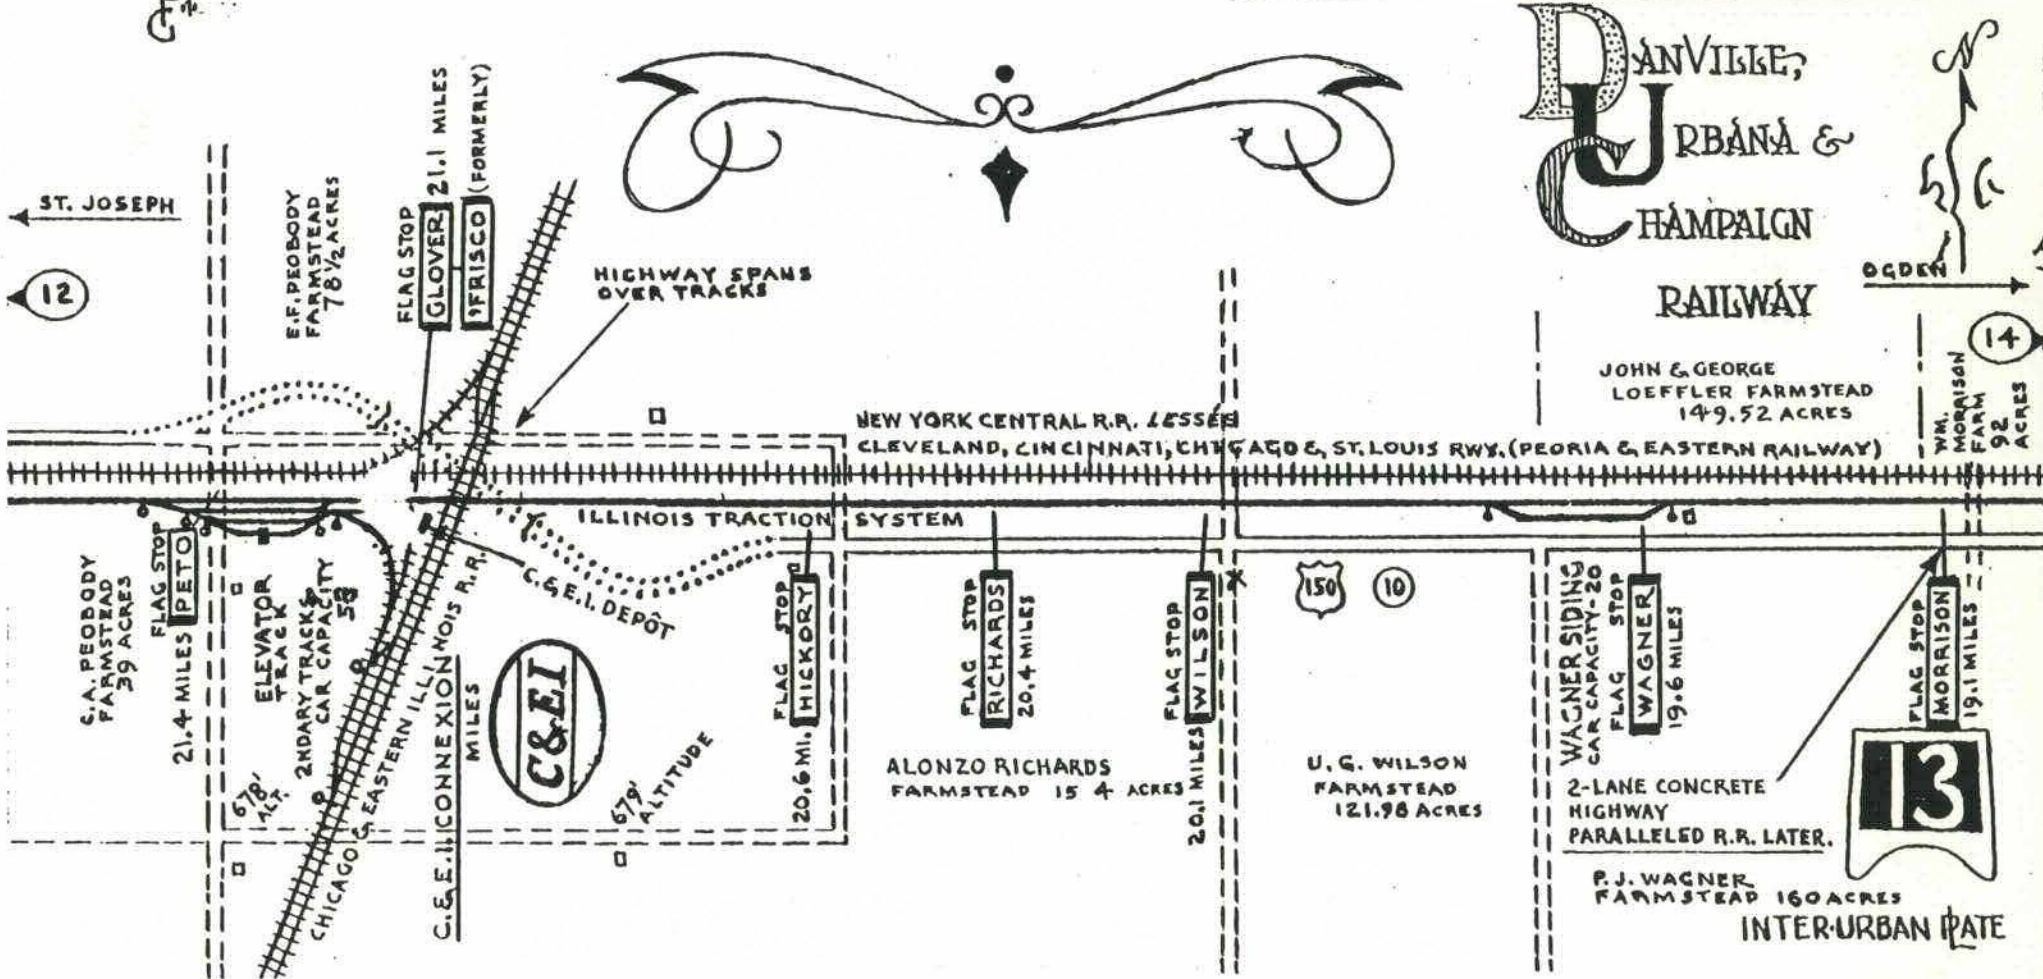 DANVILLE,
URBANA &
CHAMPAIGN
RAILWAY
N
OGDEN
14
ST. JOSEPH
12
E.F. PEOBODY
FARMSTEAD
78 1/2 ACRES
FLAG STOP
GLOVER 21.1 MILES
'FRISCO (FORMERLY)
HIGHWAY SPANS
OVER TRACKS
JOHN & GEORGE
LOEFFLER FARMSTEAD
149.52 ACRES
WM.
MORRISON
FARM
92
ACRES
NEW YORK CENTRAL R.R. LESSEE
CLEVELAND, CINCINNATI, CHICAGO & ST. LOUIS RWY. (PEORIA & EASTERN RAILWAY)
ILLINOIS TRACTION SYSTEM
C.A. PEOBODY
FARMSTEAD
39 ACRES
FLAG STOP
21.4 MILES PETO
ELEVATOR
TRACK
2NDARY TRACKS
CAR CAPACITY
678'
ALT.
CHICAGO & EASTERN ILLINOIS R.R.
C.& E.I. CONNEXION
MILES
C&EI
C.& E.I. DEPÔT
679'
ALTITUDE
FLAG STOP
20.6 MI. HICKORY
FLAG STOP
RICHARDS
20.4 MILES
ALONZO RICHARDS
FARMSTEAD 15 4 ACRES
FLAG STOP
20.1 MILES WILSON
150
10
U.G. WILSON
FARMSTEAD
121.98 ACRES
WAGNER SIDING
CAR CAPACITY-20
FLAG STOP
WAGNER
19.6 MILES
2-LANE CONCRETE
HIGHWAY
PARALLELED R.R. LATER.
P.J. WAGNER
FARMSTEAD 160 ACRES
FLAG STOP
MORRISON
19.1 MILES
13
INTER·URBAN PLATE